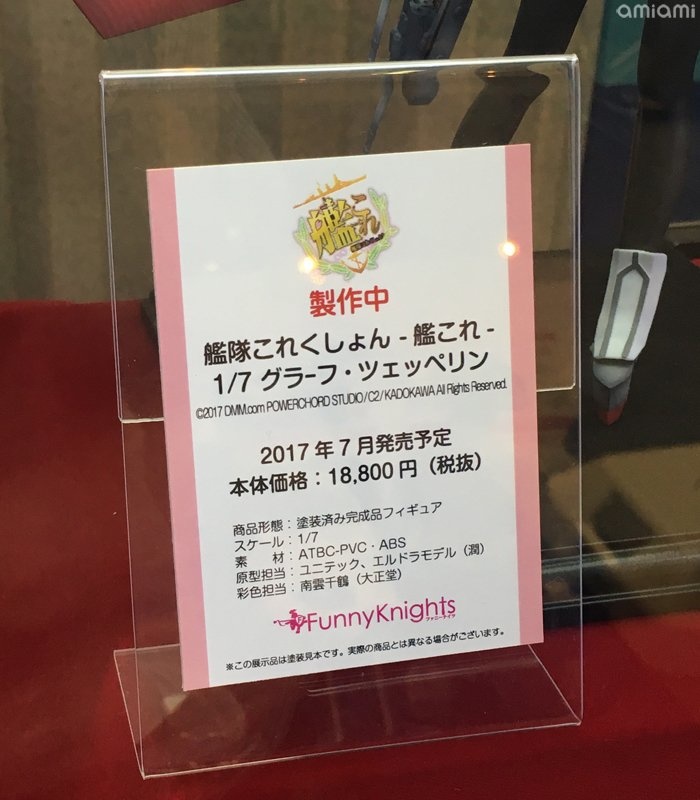 amiami
艦これ
製作中
艦隊これくしょん - 艦これ -
1/7 グラーフ・ツェッペリン
©2017 DMM.com POWERCHORD STUDIO / C2 / KADOKAWA All Rights Reserved.
2017年7月発売予定
本体価格：18,800円（税抜）
商品形態：塗装済み完成品フィギュア
スケール：1/7
素　　材：ATBC-PVC・ABS
原型担当：ユニテック、エルドラモデル（潤）
彩色担当：南雲千鶴（大正堂）
FunnyKnights
ファニーナイツ
※この展示品は塗装見本です。実際の商品とは異なる場合がございます。